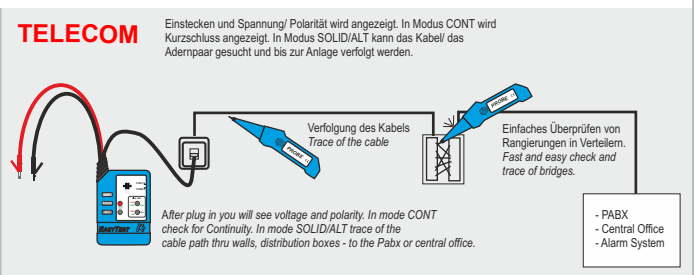 TELECOM
Einstecken und Spannung/ Polarität wird angezeigt. In Modus CONT wird
Kurzschluss angezeigt. In Modus SOLID/ALT kann das Kabel/ das
Adernpaar gesucht und bis zur Anlage verfolgt werden.
PROBE
PROBE
Verfolgung des Kabels
Trace of the cable
Einfaches Überprüfen von
Rangierungen in Verteilern.
Fast and easy check and
trace of bridges.
EASYTEST
After plug in you will see voltage and polarity. In mode CONT
check for Continuity. In mode SOLID/ALT trace of the
cable path thru walls, distribution boxes - to the Pabx or central office.
- PABX
- Central Office
- Alarm System